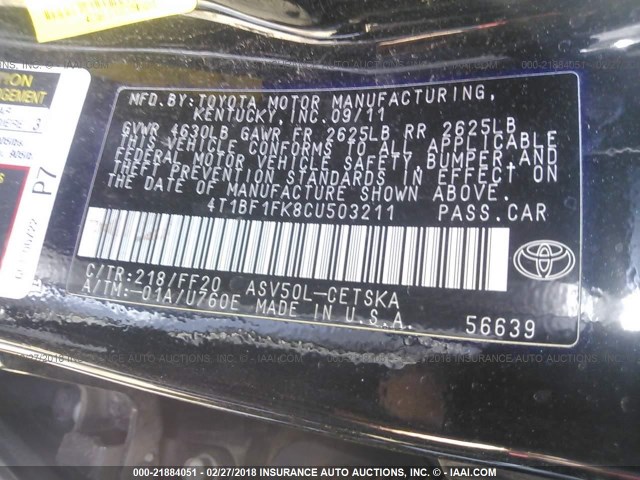 MFD.BY:TOYOTA MOTOR MANUFACTURING,
KENTUCKY, INC.09/11
GVWR 4630LB GAWR FR 2625LB RR 2625LB
THIS VEHICLE CONFORMS TO ALL APPLICABLE
FEDERAL MOTOR VEHICLE SAFETY, BUMPER,AND
THEFT PREVENTION STANDARDS IN EFFECT ON
THE DATE OF MANUFACTURE SHOWN ABOVE.
4T1BF1FK8CU503211 PASS.CAR
C/TR:218/FF20 ASV50L-CETSKA
A/TM:-01A/U760E MADE IN U.S.A.
56639
TOYOTA
P7
000-21884051 - 02/27/2018 INSURANCE AUTO AUCTIONS, INC. - IAAI.COM